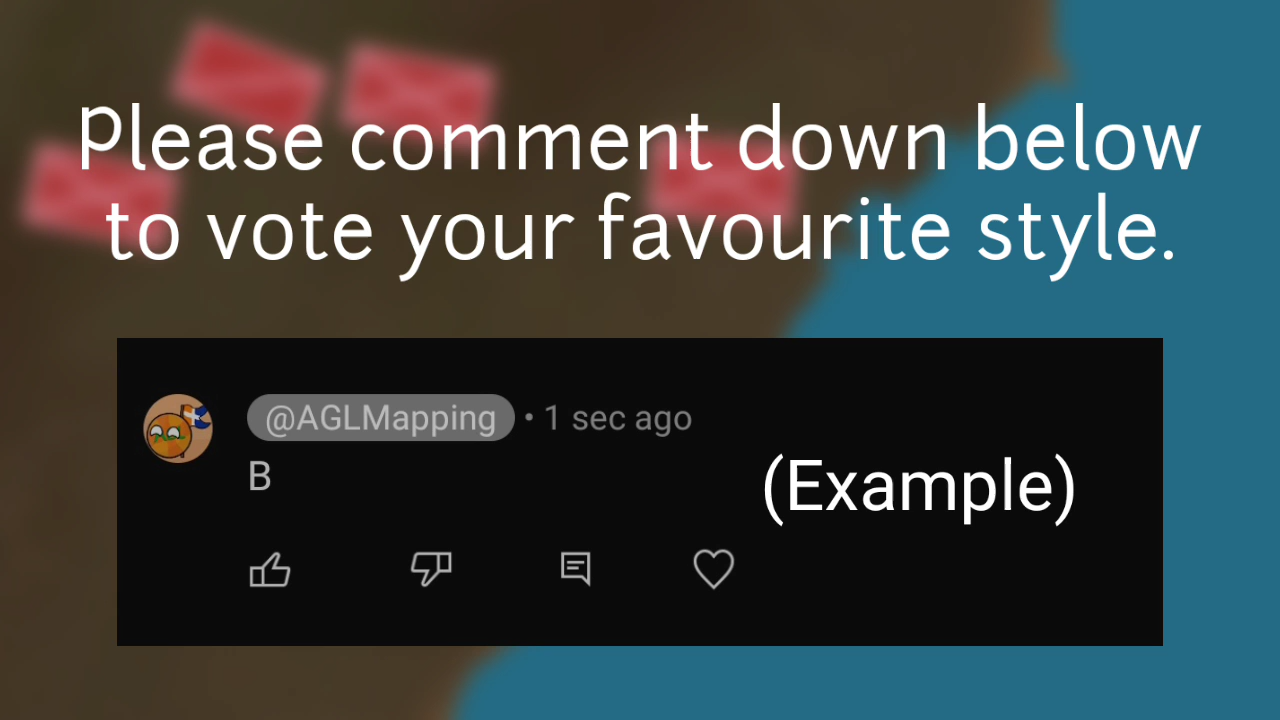 Please comment down below
to vote your favourite style.
@AGLMapping • 1 sec ago
B
(Example)